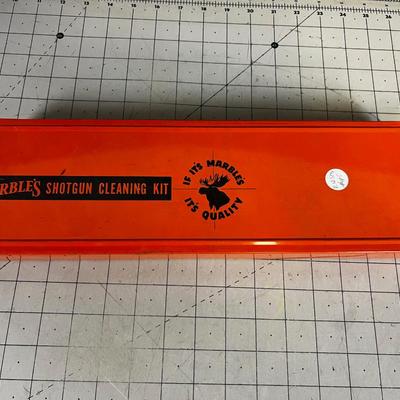 RBLE'S SHOTGUN CLEANING KIT
IF IT'S MARBLE'S
IT'S QUALITY